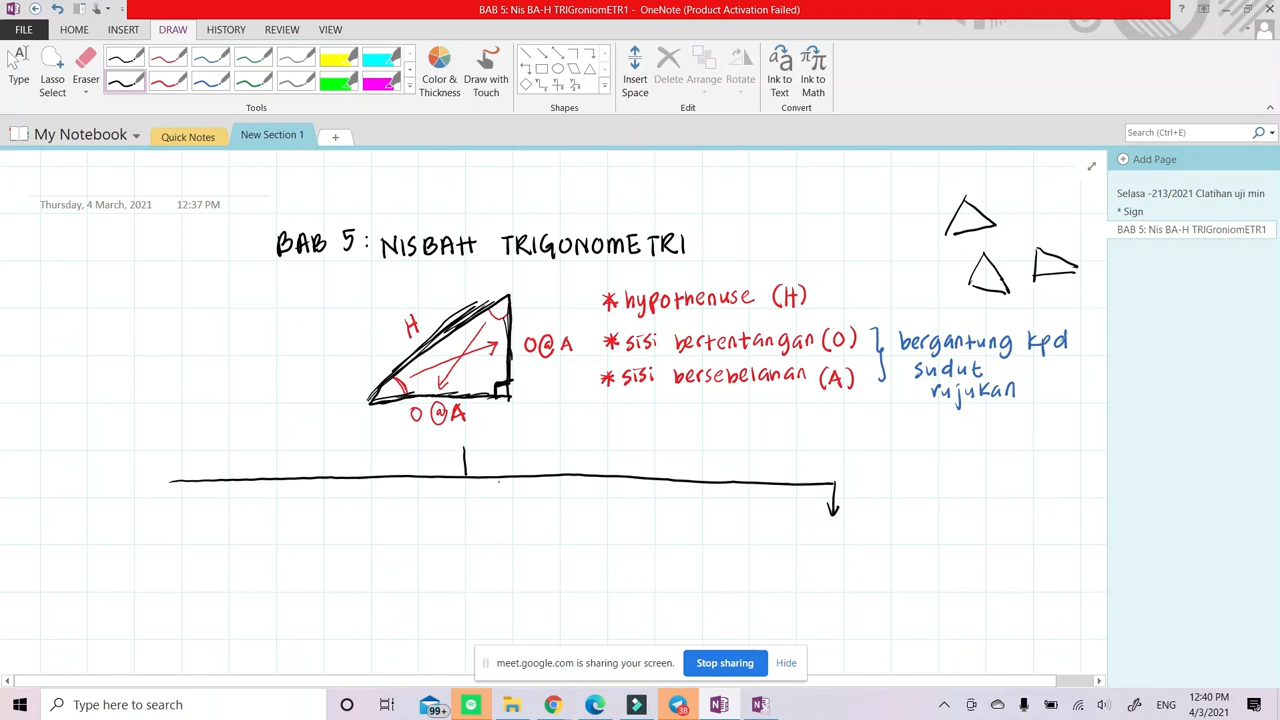 BAB 5: Nis BA-H TRIGroniomETR1 - OneNote (Product Activation Failed)
FILE HOME INSERT DRAW HISTORY REVIEW VIEW
Type
Lasso Select
Eraser
Color & Thickness
Draw with Touch
Insert Space
Delete
Arrange
Rotate
Ink to Text
Ink to Math
Tools
Shapes
Edit
Convert
My Notebook
Quick Notes
New Section 1
Search (Ctrl+E)
Add Page
Selasa -213/2021 Clatihan uji min
* Sign
BAB 5: Nis BA-H TRIGroniomETR1
Thursday, 4 March, 2021 12:37 PM
BAB 5: NISBAH TRIGONOMETRI
H
O@A
O@A
* hypothenuse (H)
* sisi bertentangan (O)
* sisi bersebelahan (A)
bergantung kpd
sudut
rujukan
meet.google.com is sharing your screen.
Stop sharing
Hide
Type here to search
99+
38
ENG
12:40 PM
4/3/2021